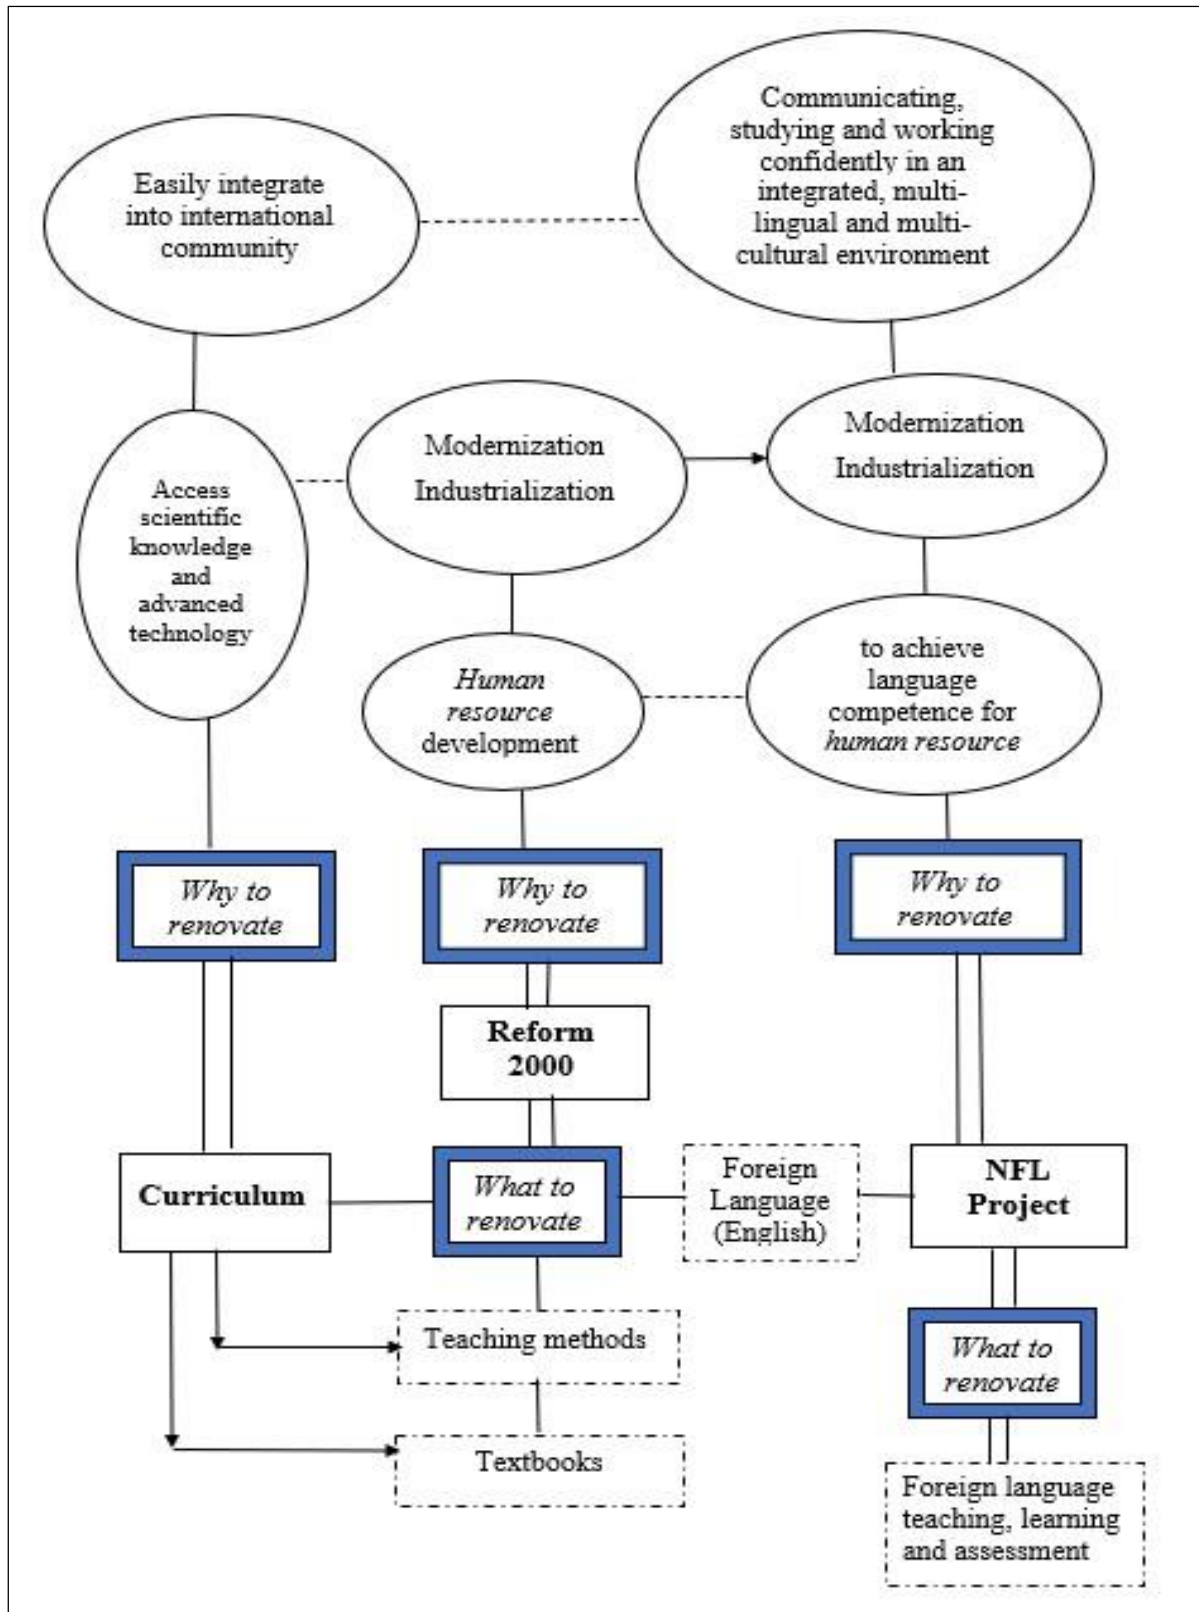 Communicating,
studying and working
confidently in an
integrated, multi-
lingual and multi-
cultural environment
Easily integrate
into international
community
Modernization
Industrialization
Modernization
Industrialization
Access
scientific
knowledge
and
advanced
technology
Human
resource
development
to achieve
language
competence for
human resource
Why to
renovate
Why to
renovate
Why to
renovate
Reform
2000
Curriculum
What to
renovate
Foreign
Language
(English)
NFL
Project
Teaching methods
Textbooks
What to
renovate
Foreign language
teaching, learning
and assessment